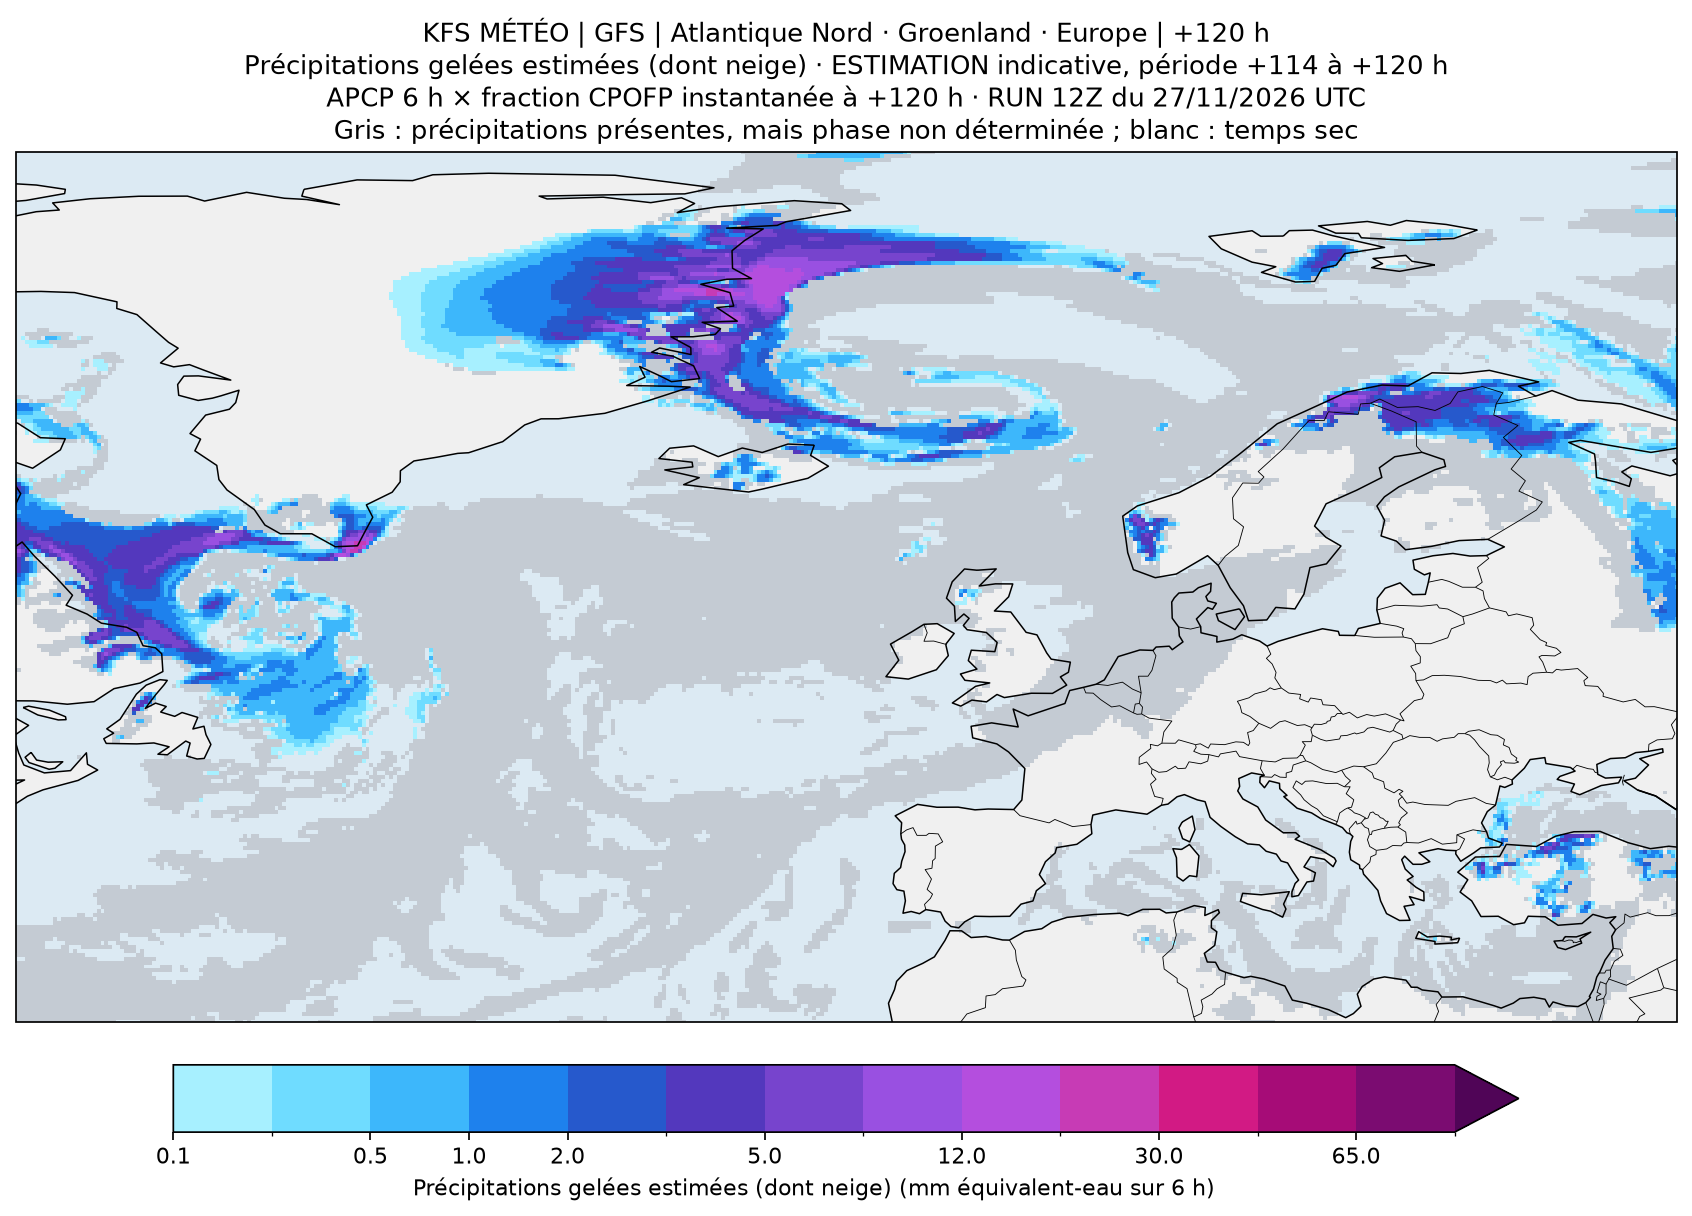 KFS MÉTÉO | GFS | Atlantique Nord · Groenland · Europe | +120 h
Précipitations gelées estimées (dont neige) · ESTIMATION indicative, période +114 à +120 h
APCP 6 h × fraction CPOFP instantanée à +120 h · RUN 12Z du 27/11/2026 UTC
Gris : précipitations présentes, mais phase non déterminée ; blanc : temps sec
0.1 0.5 1.0 2.0 5.0 12.0 30.0 65.0
Précipitations gelées estimées (dont neige) (mm équivalent-eau sur 6 h)